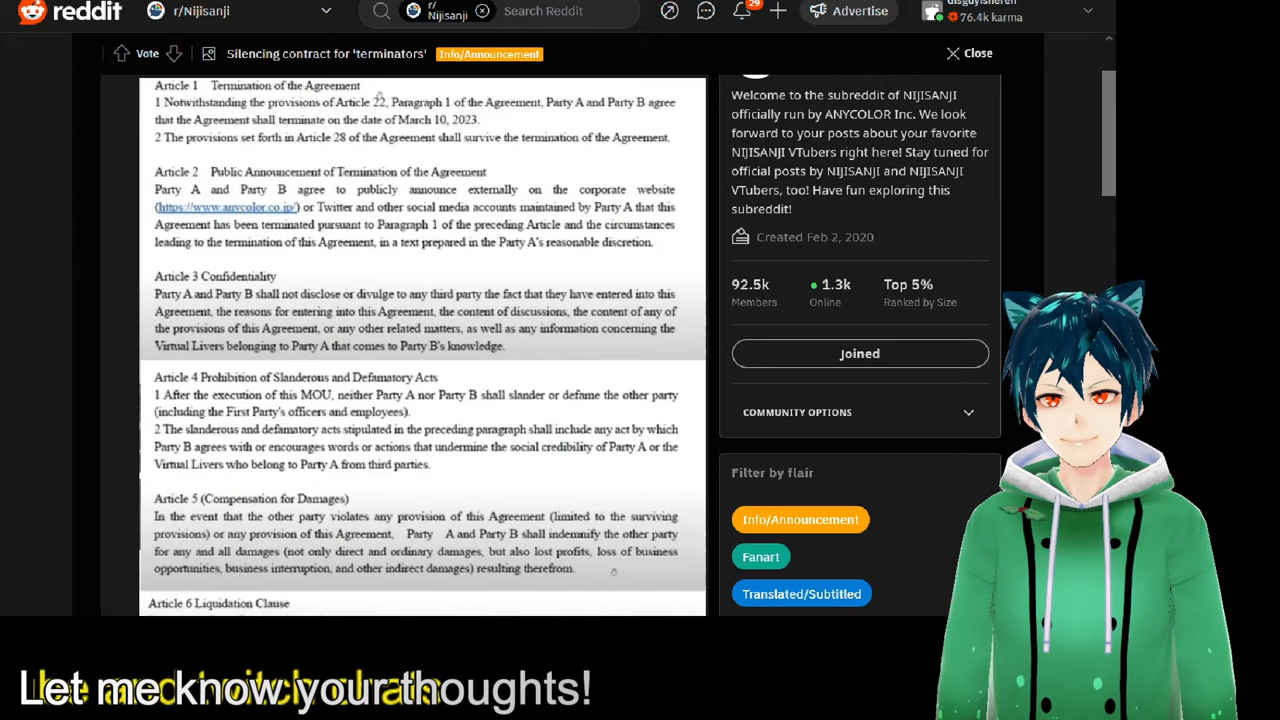 reddit
r/Nijisanji
r/
Nijisanji
Search Reddit
29
Advertise
76.4k karma
Vote
Silencing contract for 'terminators'
Info/Announcement
Close
Article 1 Termination of the Agreement
1 Notwithstanding the provisions of Article 22, Paragraph 1 of the Agreement, Party A and Party B agree
that the Agreement shall terminate on the date of March 10, 2023.
2 The provisions set forth in Article 28 of the Agreement shall survive the termination of the Agreement.
Article 2 Public Announcement of Termination of the Agreement
Party A and Party B agree to publicly announce externally on the corporate website
(https://www.anycolor.co.jp/) or Twitter and other social media accounts maintained by Party A that this
Agreement has been terminated pursuant to Paragraph 1 of the preceding Article and the circumstances
leading to the termination of this Agreement, in a text prepared in the Party A's reasonable discretion.
Article 3 Confidentiality
Party A and Party B shall not disclose or divulge to any third party the fact that they have entered into this
Agreement, the reasons for entering into this Agreement, the content of discussions, the content of any of
the provisions of this Agreement, or any other related matters, as well as any information concerning the
Virtual Livers belonging to Party A that comes to Party B's knowledge.
Article 4 Prohibition of Slanderous and Defamatory Acts
1 After the execution of this MOU, neither Party A nor Party B shall slander or defame the other party
(including the First Party's officers and employees).
2 The slanderous and defamatory acts stipulated in the preceding paragraph shall include any act by which
Party B agrees with or encourages words or actions that undermine the social credibility of Party A or the
Virtual Livers who belong to Party A from third parties.
Article 5 (Compensation for Damages)
In the event that the other party violates any provision of this Agreement (limited to the surviving
provisions) or any provision of this Agreement, Party A and Party B shall indemnify the other party
for any and all damages (not only direct and ordinary damages, but also lost profits, loss of business
opportunities, business interruption, and other indirect damages) resulting therefrom.
Article 6 Liquidation Clause
Welcome to the subreddit of NIJISANJI
officially run by ANYCOLOR Inc. We look
forward to your posts about your favorite
NIJISANJI VTubers right here! Stay tuned for
official posts by NIJISANJI and NIJISANJI
VTubers, too! Have fun exploring this
subreddit!
Created Feb 2, 2020
92.5k
1.3k
Top 5%
Members
Online
Ranked by Size
Joined
COMMUNITY OPTIONS
Filter by flair
Info/Announcement
Fanart
Translated/Subtitled
Let me know your thoughts!